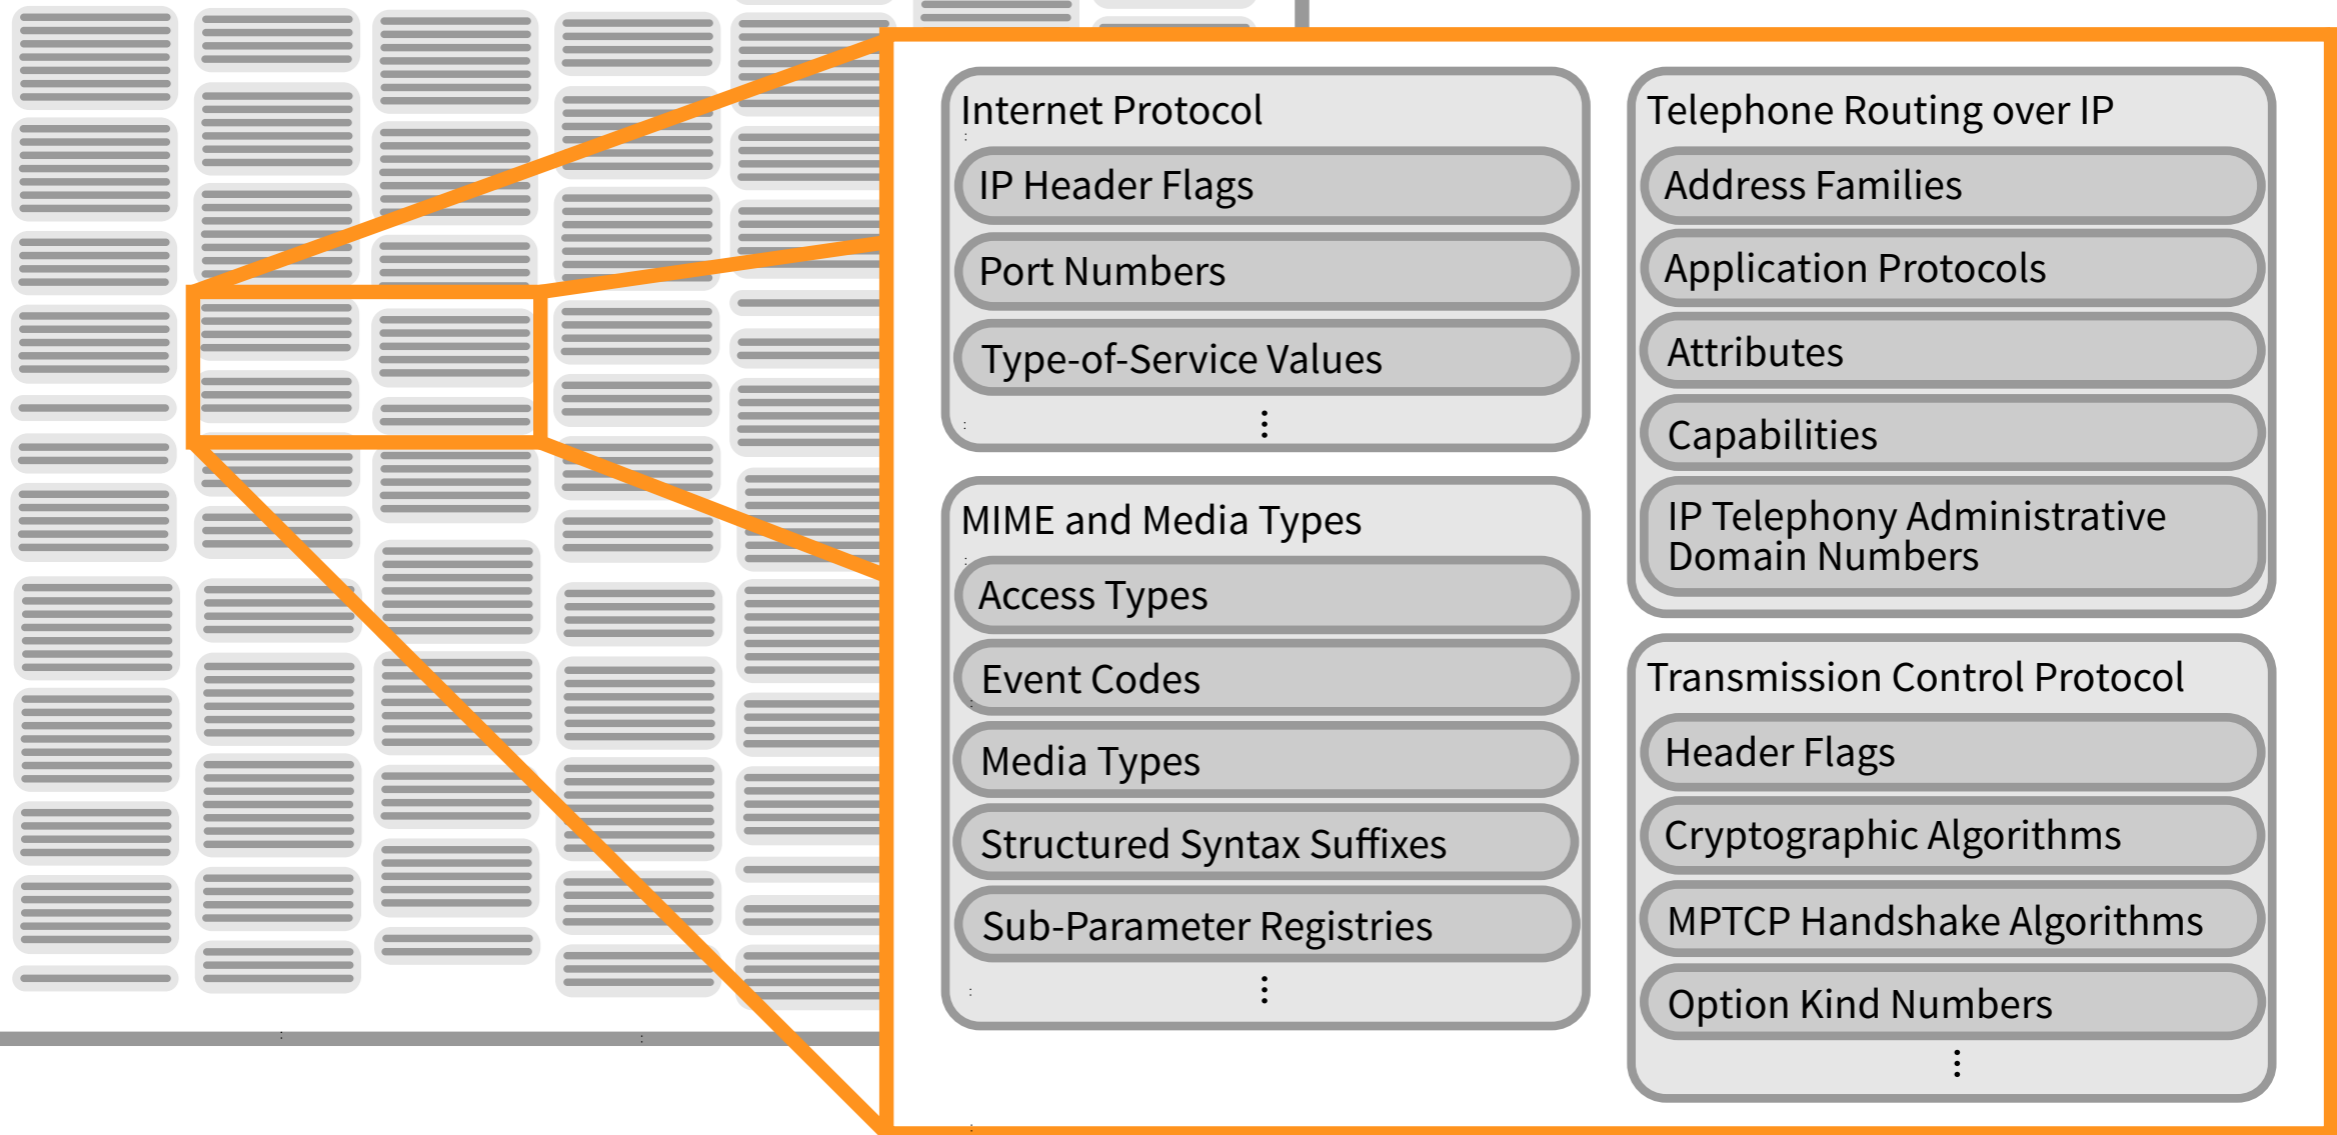 Internet Protocol
IP Header Flags
Port Numbers
Type-of-Service Values
⋮
MIME and Media Types
Access Types
Event Codes
Media Types
Structured Syntax Suffixes
Sub-Parameter Registries
⋮
Telephone Routing over IP
Address Families
Application Protocols
Attributes
Capabilities
IP Telephony Administrative
Domain Numbers
Transmission Control Protocol
Header Flags
Cryptographic Algorithms
MPTCP Handshake Algorithms
Option Kind Numbers
⋮